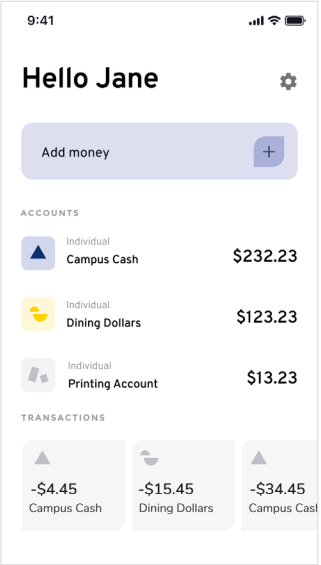 9:41
Hello Jane
Add money
ACCOUNTS
Individual
Campus Cash
$232.23
Individual
Dining Dollars
$123.23
Individual
Printing Account
$13.23
TRANSACTIONS
-$4.45
Campus Cash
-$15.45
Dining Dollars
-$34.45
Campus Cash